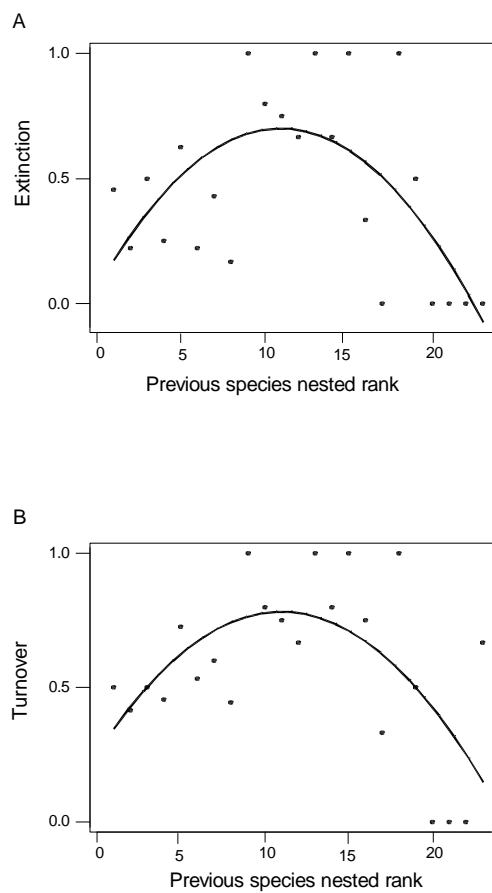 A
1.0
0.5
0.0
Extinction
0 5 10 15 20
Previous species nested rank
B
1.0
0.5
0.0
Turnover
0 5 10 15 20
Previous species nested rank